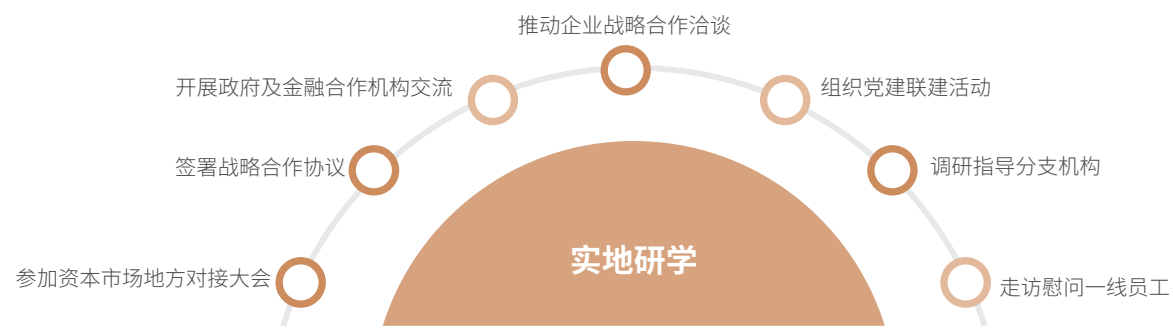 推动企业战略合作洽谈
开展政府及金融合作机构交流
组织党建联建活动
签署战略合作协议
调研指导分支机构
实地研学
参加资本市场地方对接大会
走访慰问一线员工